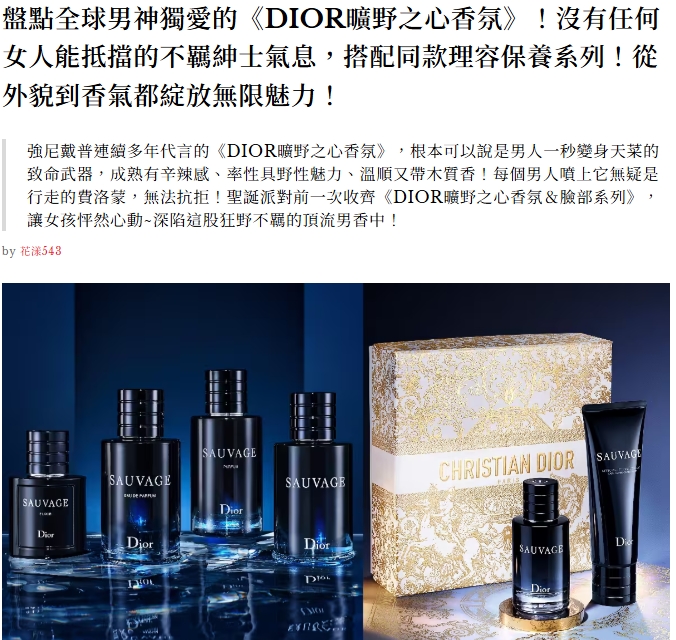 盤點全球男神獨愛的《DIOR曠野之心香氛》！沒有任何
女人能抵擋的不羈紳士氣息，搭配同款理容保養系列！從
外貌到香氣都綻放無限魅力！
強尼戴普連續多年代言的《DIOR曠野之心香氛》，根本可以說是男人一秒變身天菜的
致命武器，成熟有辛辣感、率性具野性魅力、溫順又帶木質香！每個男人噴上它無疑是
行走的費洛蒙，無法抗拒！聖誕派對前一次收齊《DIOR曠野之心香氛＆臉部系列》，
讓女孩怦然心動~深陷這股狂野不羈的頂流男香中！
by 花漾543
SAUVAGE
ELIXIR
Dior
SAUVAGE
EAU DE PARFUM
Dior
SAUVAGE
PARFUM
Dior
SAUVAGE
Dior
CHRISTIAN DIOR
PARIS
SAUVAGE
Dior
SAUVAGE
Dior